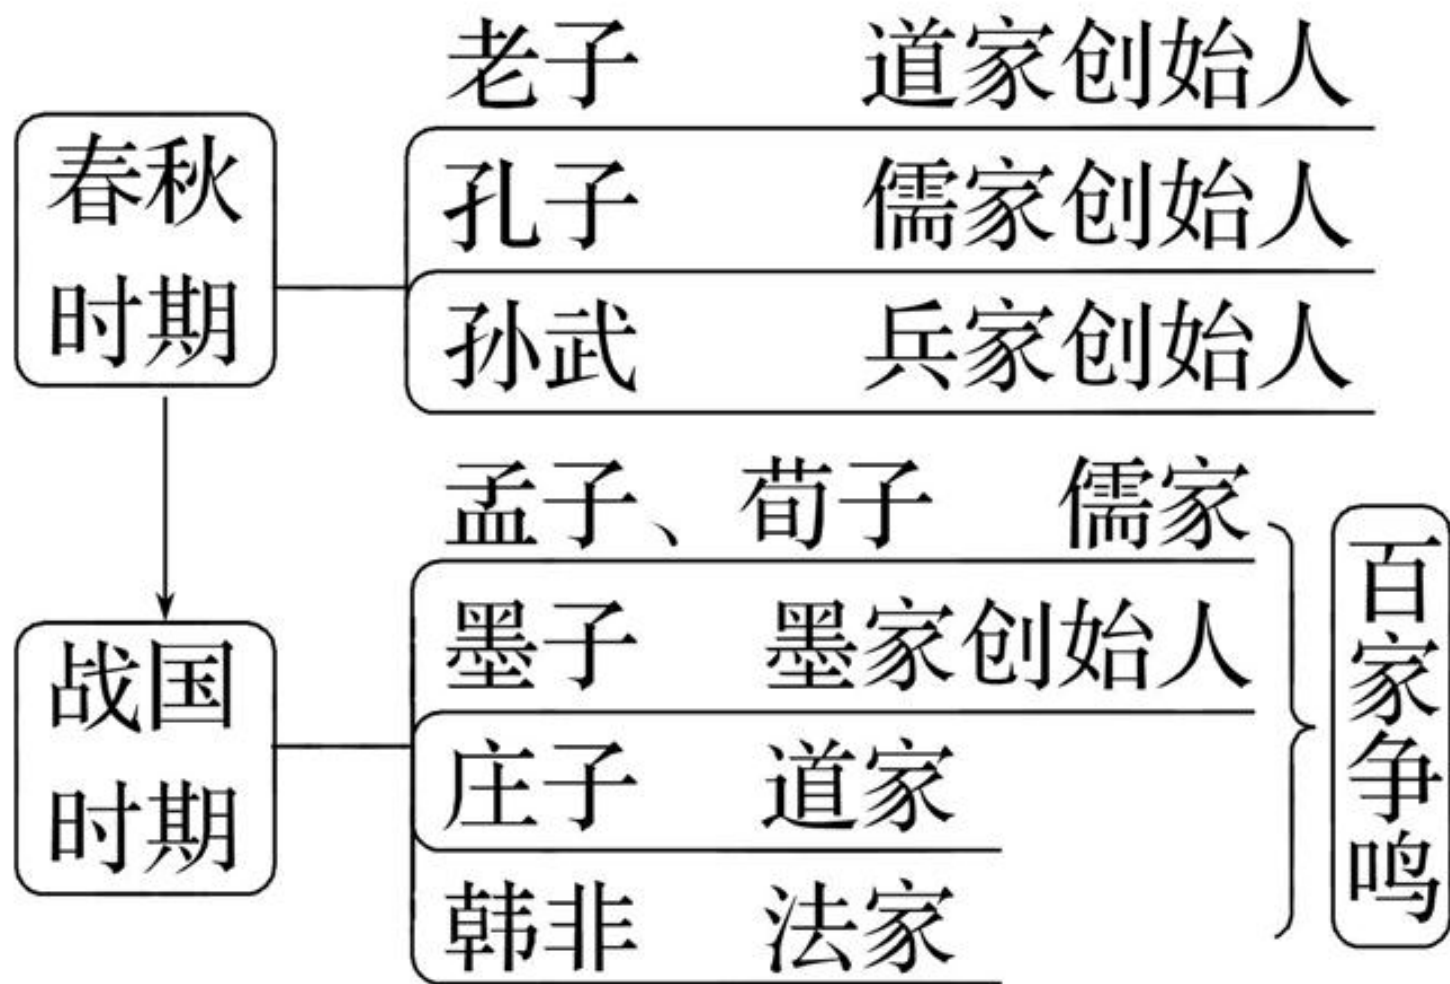 春秋
时期
老子 道家创始人
孔子 儒家创始人
孙武 兵家创始人
战国
时期
孟子、荀子 儒家
墨子 墨家创始人
庄子 道家
韩非 法家
百家争鸣